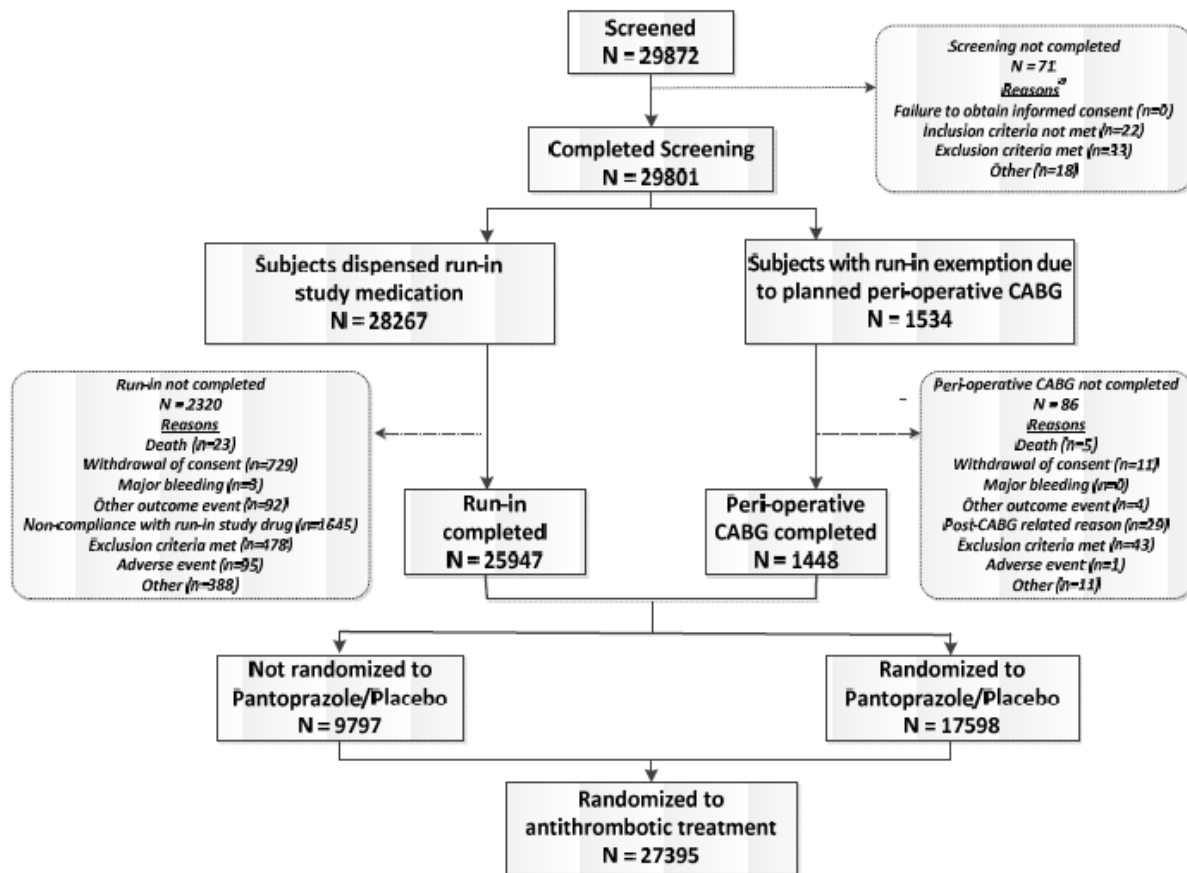 Screened
N = 29872
Screening not completed
N = 71
Reasons a
Failure to obtain informed consent (n=0)
Inclusion criteria not met (n=22)
Exclusion criteria met (n=33)
Other (n=18)
Completed Screening
N = 29801
Subjects dispensed run-in
study medication
N = 28267
Subjects with run-in exemption due
to planned peri-operative CABG
N = 1534
Run-in not completed
N = 2320
Reasons
Death (n=23)
Withdrawal of consent (n=729)
Major bleeding (n=3)
Other outcome event (n=92)
Non-compliance with run-in study drug (n=1645)
Exclusion criteria met (n=478)
Adverse event (n=95)
Other (n=388)
Run-in
completed
N = 25947
Peri-operative
CABG completed
N = 1448
Peri-operative CABG not completed
N = 86
Reasons
Death (n=5)
Withdrawal of consent (n=11)
Major bleeding (n=0)
Other outcome event (n=4)
Post-CABG related reason (n=29)
Exclusion criteria met (n=43)
Adverse event (n=1)
Other (n=11)
Not randomized to
Pantoprazole/Placebo
N = 9797
Randomized to
Pantoprazole/Placebo
N = 17598
Randomized to
antithrombotic treatment
N = 27395